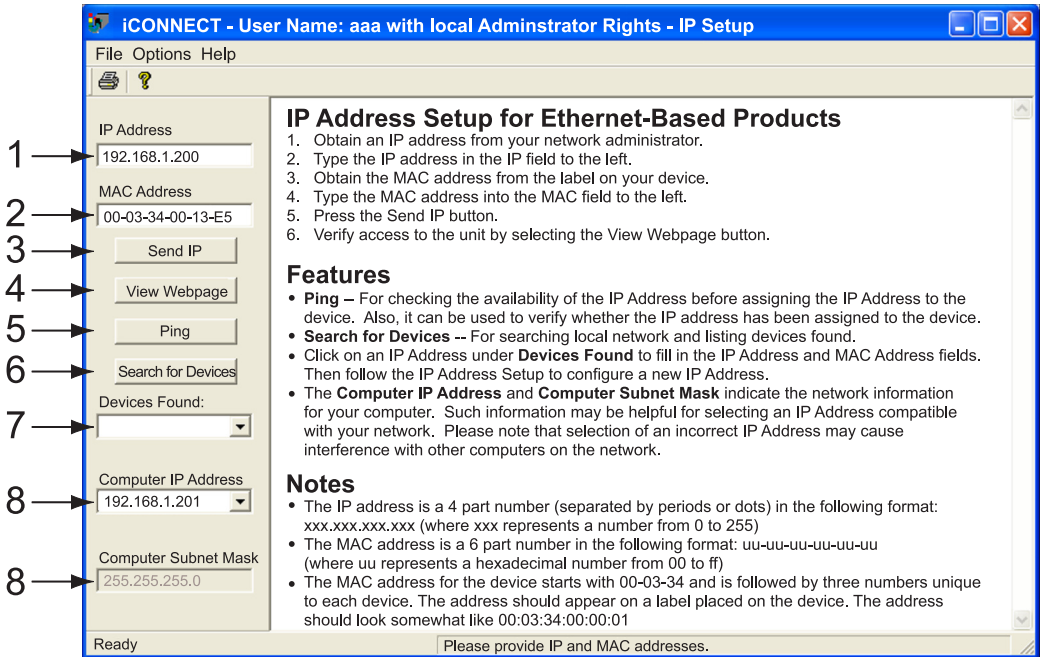 iCONNECT - User Name: aaa with local Adminstrator Rights - IP Setup
File Options Help
1
IP Address
192.168.1.200
2
MAC Address
00-03-34-00-13-E5
3
Send IP
4
View Webpage
5
Ping
6
Search for Devices
Devices Found:
7
Computer IP Address
8
192.168.1.201
Computer Subnet Mask
8
255.255.255.0
IP Address Setup for Ethernet-Based Products
1. Obtain an IP address from your network administrator.
2. Type the IP address in the IP field to the left.
3. Obtain the MAC address from the label on your device.
4. Type the MAC address into the MAC field to the left.
5. Press the Send IP button.
6. Verify access to the unit by selecting the View Webpage button.
Features
• Ping – For checking the availability of the IP Address before assigning the IP Address to the
device. Also, it can be used to verify whether the IP address has been assigned to the device.
• Search for Devices -- For searching local network and listing devices found.
• Click on an IP Address under Devices Found to fill in the IP Address and MAC Address fields.
Then follow the IP Address Setup to configure a new IP Address.
• The Computer IP Address and Computer Subnet Mask indicate the network information
for your computer. Such information may be helpful for selecting an IP Address compatible
with your network. Please note that selection of an incorrect IP Address may cause
interference with other computers on the network.
Notes
• The IP address is a 4 part number (separated by periods or dots) in the following format:
xxx.xxx.xxx.xxx (where xxx represents a number from 0 to 255)
• The MAC address is a 6 part number in the following format: uu-uu-uu-uu-uu-uu
(where uu represents a hexadecimal number from 00 to ff)
• The MAC address for the device starts with 00-03-34 and is followed by three numbers unique
to each device. The address should appear on a label placed on the device. The address
should look somewhat like 00:03:34:00:00:01
Ready
Please provide IP and MAC addresses.